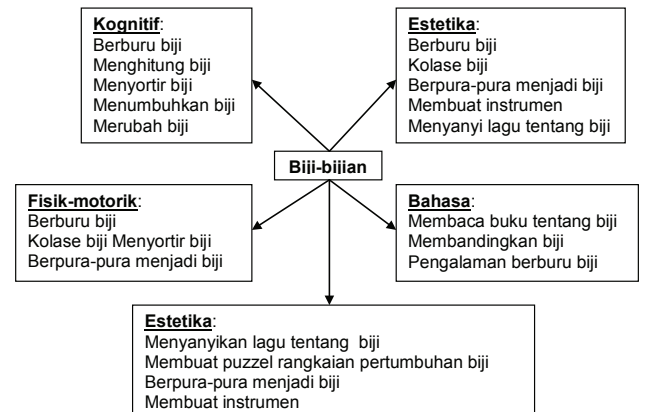 Kognitif:
Berburu biji
Menghitung biji
Menyortir biji
Menumbuhkan biji
Merubah biji
Estetika:
Berburu biji
Kolase biji
Berpura-pura menjadi biji
Membuat instrumen
Menyanyi lagu tentang biji
Biji-bijian
Fisik-motorik:
Berburu biji
Kolase biji Menyortir biji
Berpura-pura menjadi biji
Bahasa:
Membaca buku tentang biji
Membandingkan biji
Pengalaman berburu biji
Estetika:
Menyanyikan lagu tentang biji
Membuat puzzel rangkaian pertumbuhan biji
Berpura-pura menjadi biji
Membuat instrumen